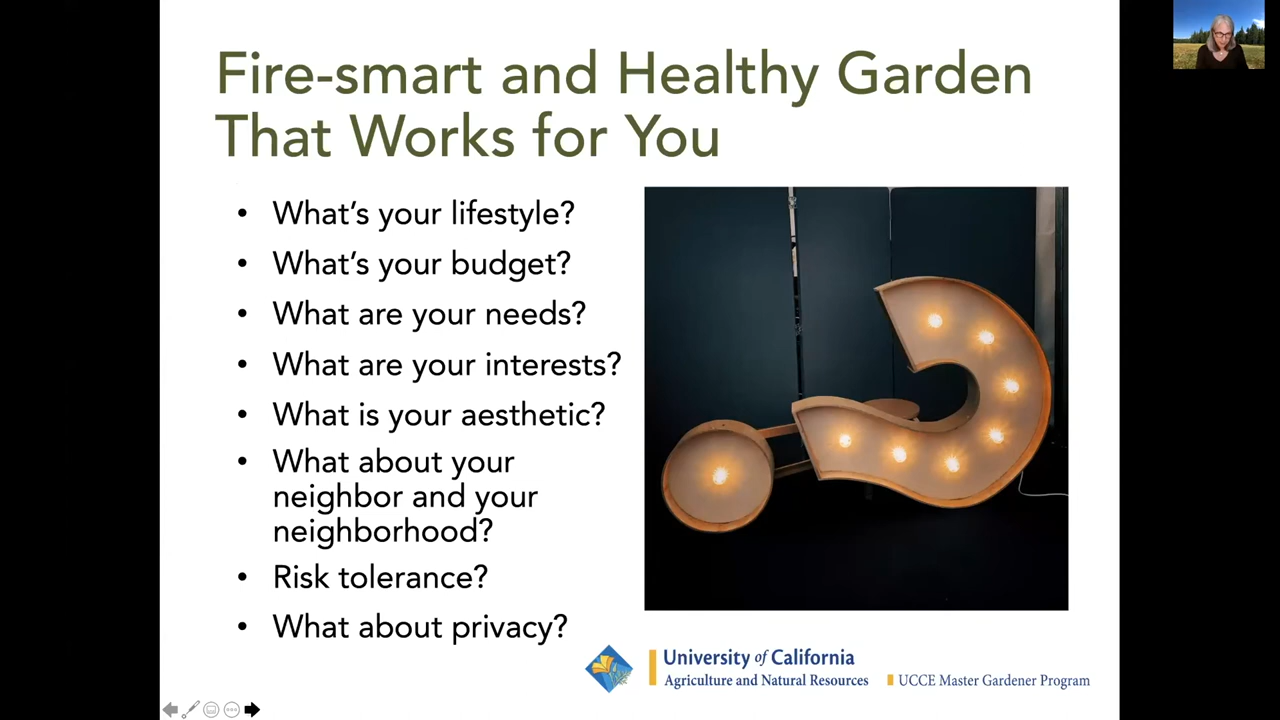 Fire-smart and Healthy Garden
That Works for You
• What’s your lifestyle?
• What’s your budget?
• What are your needs?
• What are your interests?
• What is your aesthetic?
• What about your
neighbor and your
neighborhood?
• Risk tolerance?
• What about privacy?
University of California
Agriculture and Natural Resources
UCCE Master Gardener Program